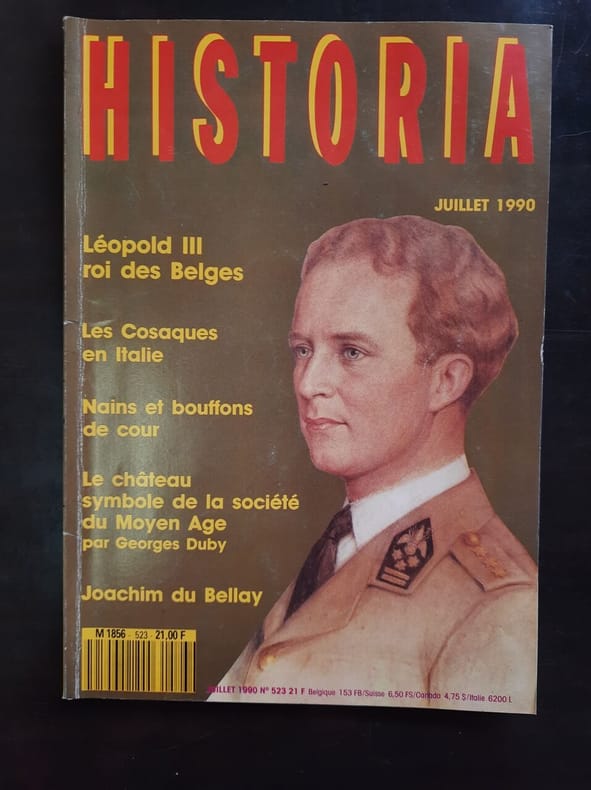 HISTORIA
JUILLET 1990
Léopold III
roi des Belges
Les Cosaques
en Italie
Nains et bouffons
de cour
Le château
symbole de la société
du Moyen Age
par Georges Duby
Joachim du Bellay
M 1856 - 523 - 21,00 F
JUILLET 1990 N° 523 21 F Belgique 153 FB/Suisse 6,50 FS/Canada 4,75 $/Italie 6200 L